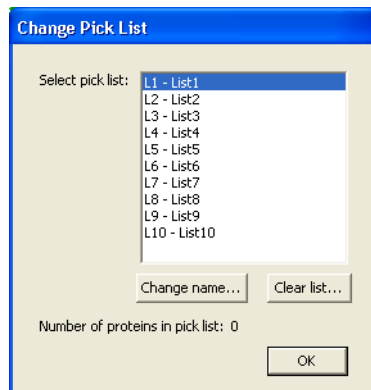 Change Pick List
Select pick list:
L1 - List1
L2 - List2
L3 - List3
L4 - List4
L5 - List5
L6 - List6
L7 - List7
L8 - List8
L9 - List9
L10 - List10
Change name... Clear list...
Number of proteins in pick list: 0
OK